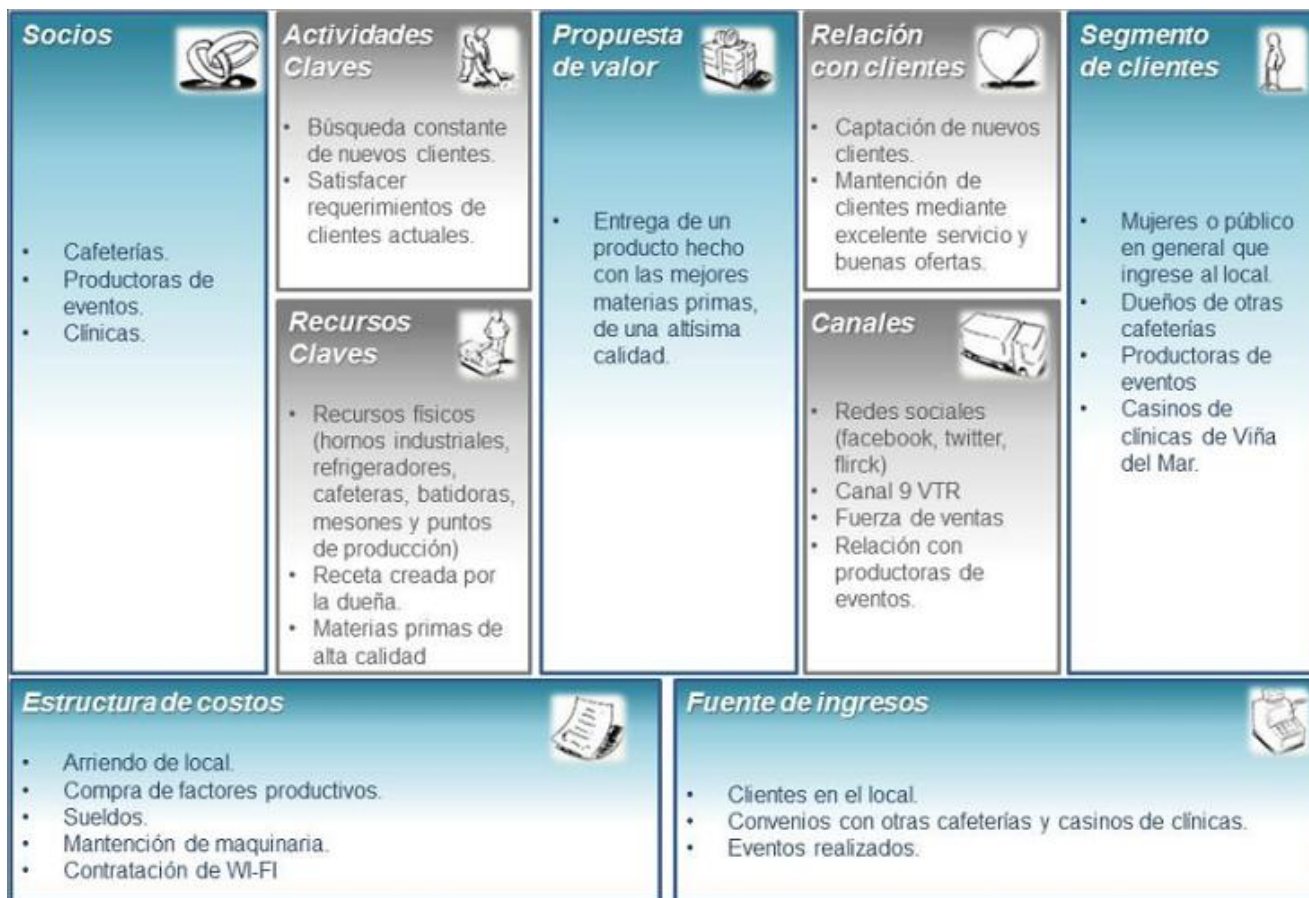 Socios
• Cafeterías.
• Productoras de
eventos.
• Clínicas.
Actividades
Claves
• Búsqueda constante
de nuevos clientes.
• Satisfacer
requerimientos de
clientes actuales.
Recursos
Claves
• Recursos físicos
(hornos industriales,
refrigeradores,
cafeteras, batidoras,
mesones y puntos
de producción)
• Receta creada por
la dueña.
• Materias primas de
alta calidad
Propuesta
de valor
• Entrega de un
producto hecho
con las mejores
materias primas,
de una altísima
calidad.
Relación
con clientes
• Captación de nuevos
clientes.
• Mantención de
clientes mediante
excelente servicio y
buenas ofertas.
Canales
• Redes sociales
(facebook, twitter,
flirck)
• Canal 9 VTR
• Fuerza de ventas
• Relación con
productoras de
eventos.
Segmento
de clientes
• Mujeres o público
en general que
ingrese al local.
• Dueños de otras
cafeterías
• Productoras de
eventos
• Casinos de
clínicas de Viña
del Mar.
Estructura de costos
• Arriendo de local.
• Compra de factores productivos.
• Sueldos.
• Mantención de maquinaria.
• Contratación de WI-FI
Fuente de ingresos
• Clientes en el local.
• Convenios con otras cafeterías y casinos de clínicas.
• Eventos realizados.